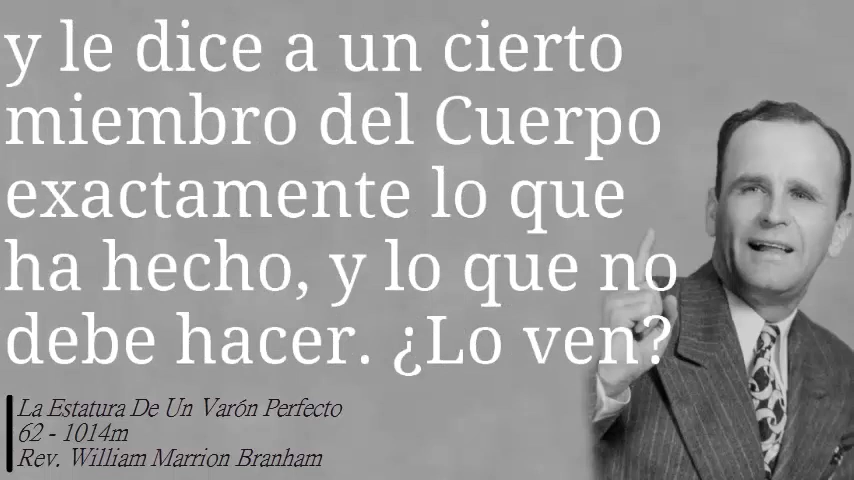 y le dice a un cierto
miembro del Cuerpo
exactamente lo que
ha hecho, y lo que no
debe hacer. ¿Lo ven?
La Estatura De Un Varón Perfecto
62 - 1014m
Rev. William Marrion Branham